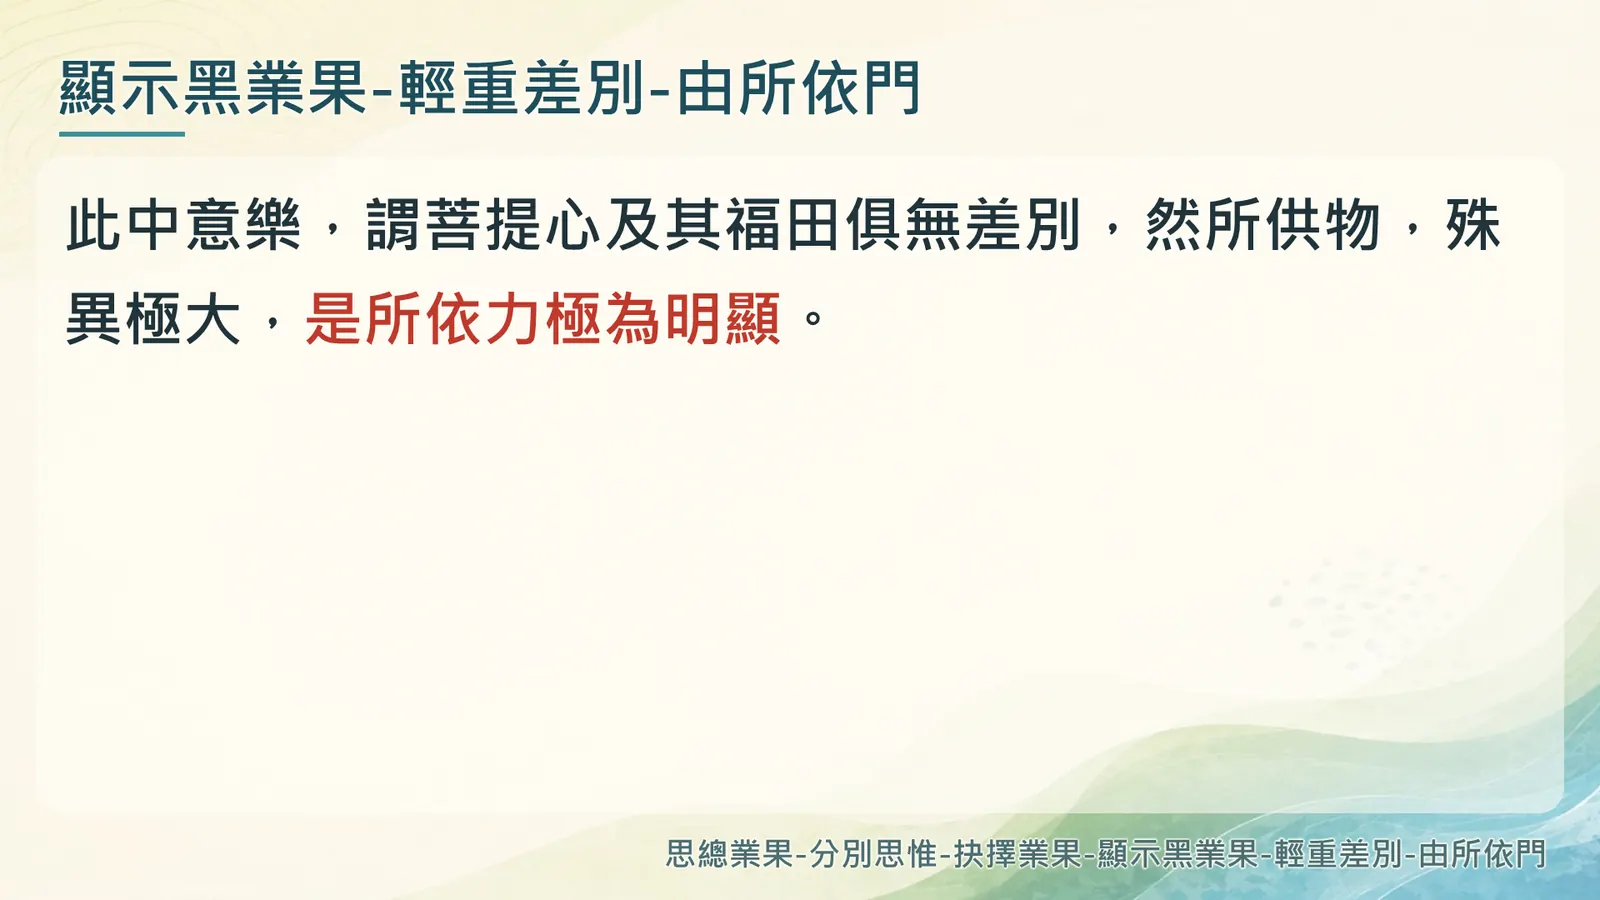 顯示黑業果-輕重差別-由所依門
此中意樂，謂菩提心及其福田俱無差別，然所供物，殊
異極大，是所依力極為明顯。
思總業果-分別思惟-抉擇業果-顯示黑業果-輕重差別-由所依門